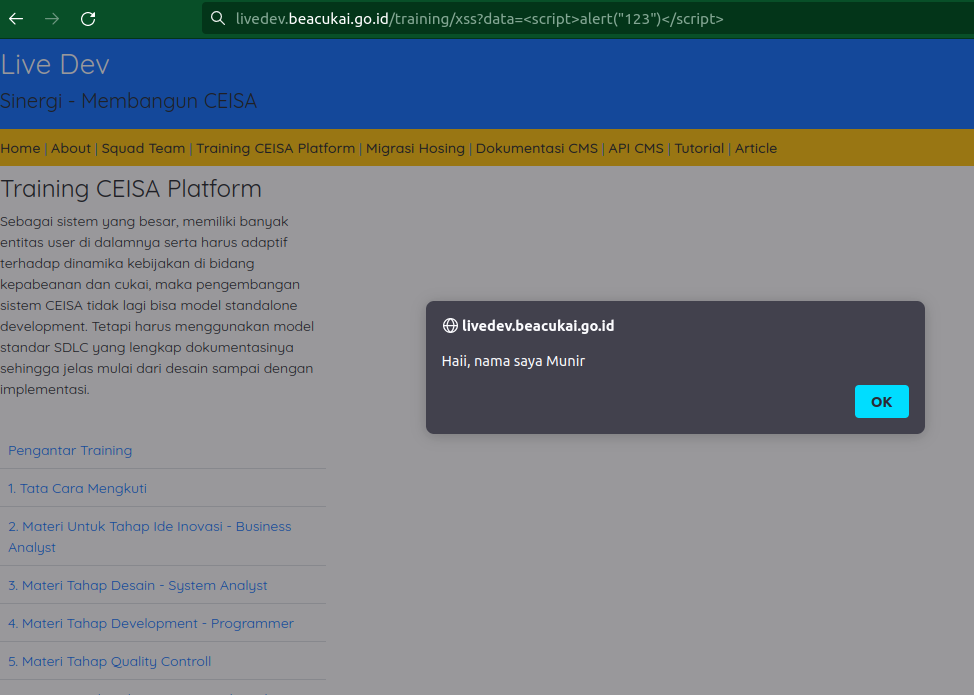 livedev.beacukai.go.id/training/xss?data=<script>alert("123")</script>
Live Dev
Sinergi - Membangun CEISA
Home | About | Squad Team | Training CEISA Platform | Migrasi Hosing | Dokumentasi CMS | API CMS | Tutorial | Article
Training CEISA Platform
Sebagai sistem yang besar, memiliki banyak
entitas user di dalamnya serta harus adaptif
terhadap dinamika kebijakan di bidang
kepabeanan dan cukai, maka pengembangan
sistem CEISA tidak lagi bisa model standalone
development. Tetapi harus menggunakan model
standar SDLC yang lengkap dokumentasinya
sehingga jelas mulai dari desain sampai dengan
implementasi.
livedev.beacukai.go.id
Haii, nama saya Munir
OK
Pengantar Training
1. Tata Cara Mengkuti
2. Materi Untuk Tahap Ide Inovasi - Business
Analyst
3. Materi Tahap Desain - System Analyst
4. Materi Tahap Development - Programmer
5. Materi Tahap Quality Controll